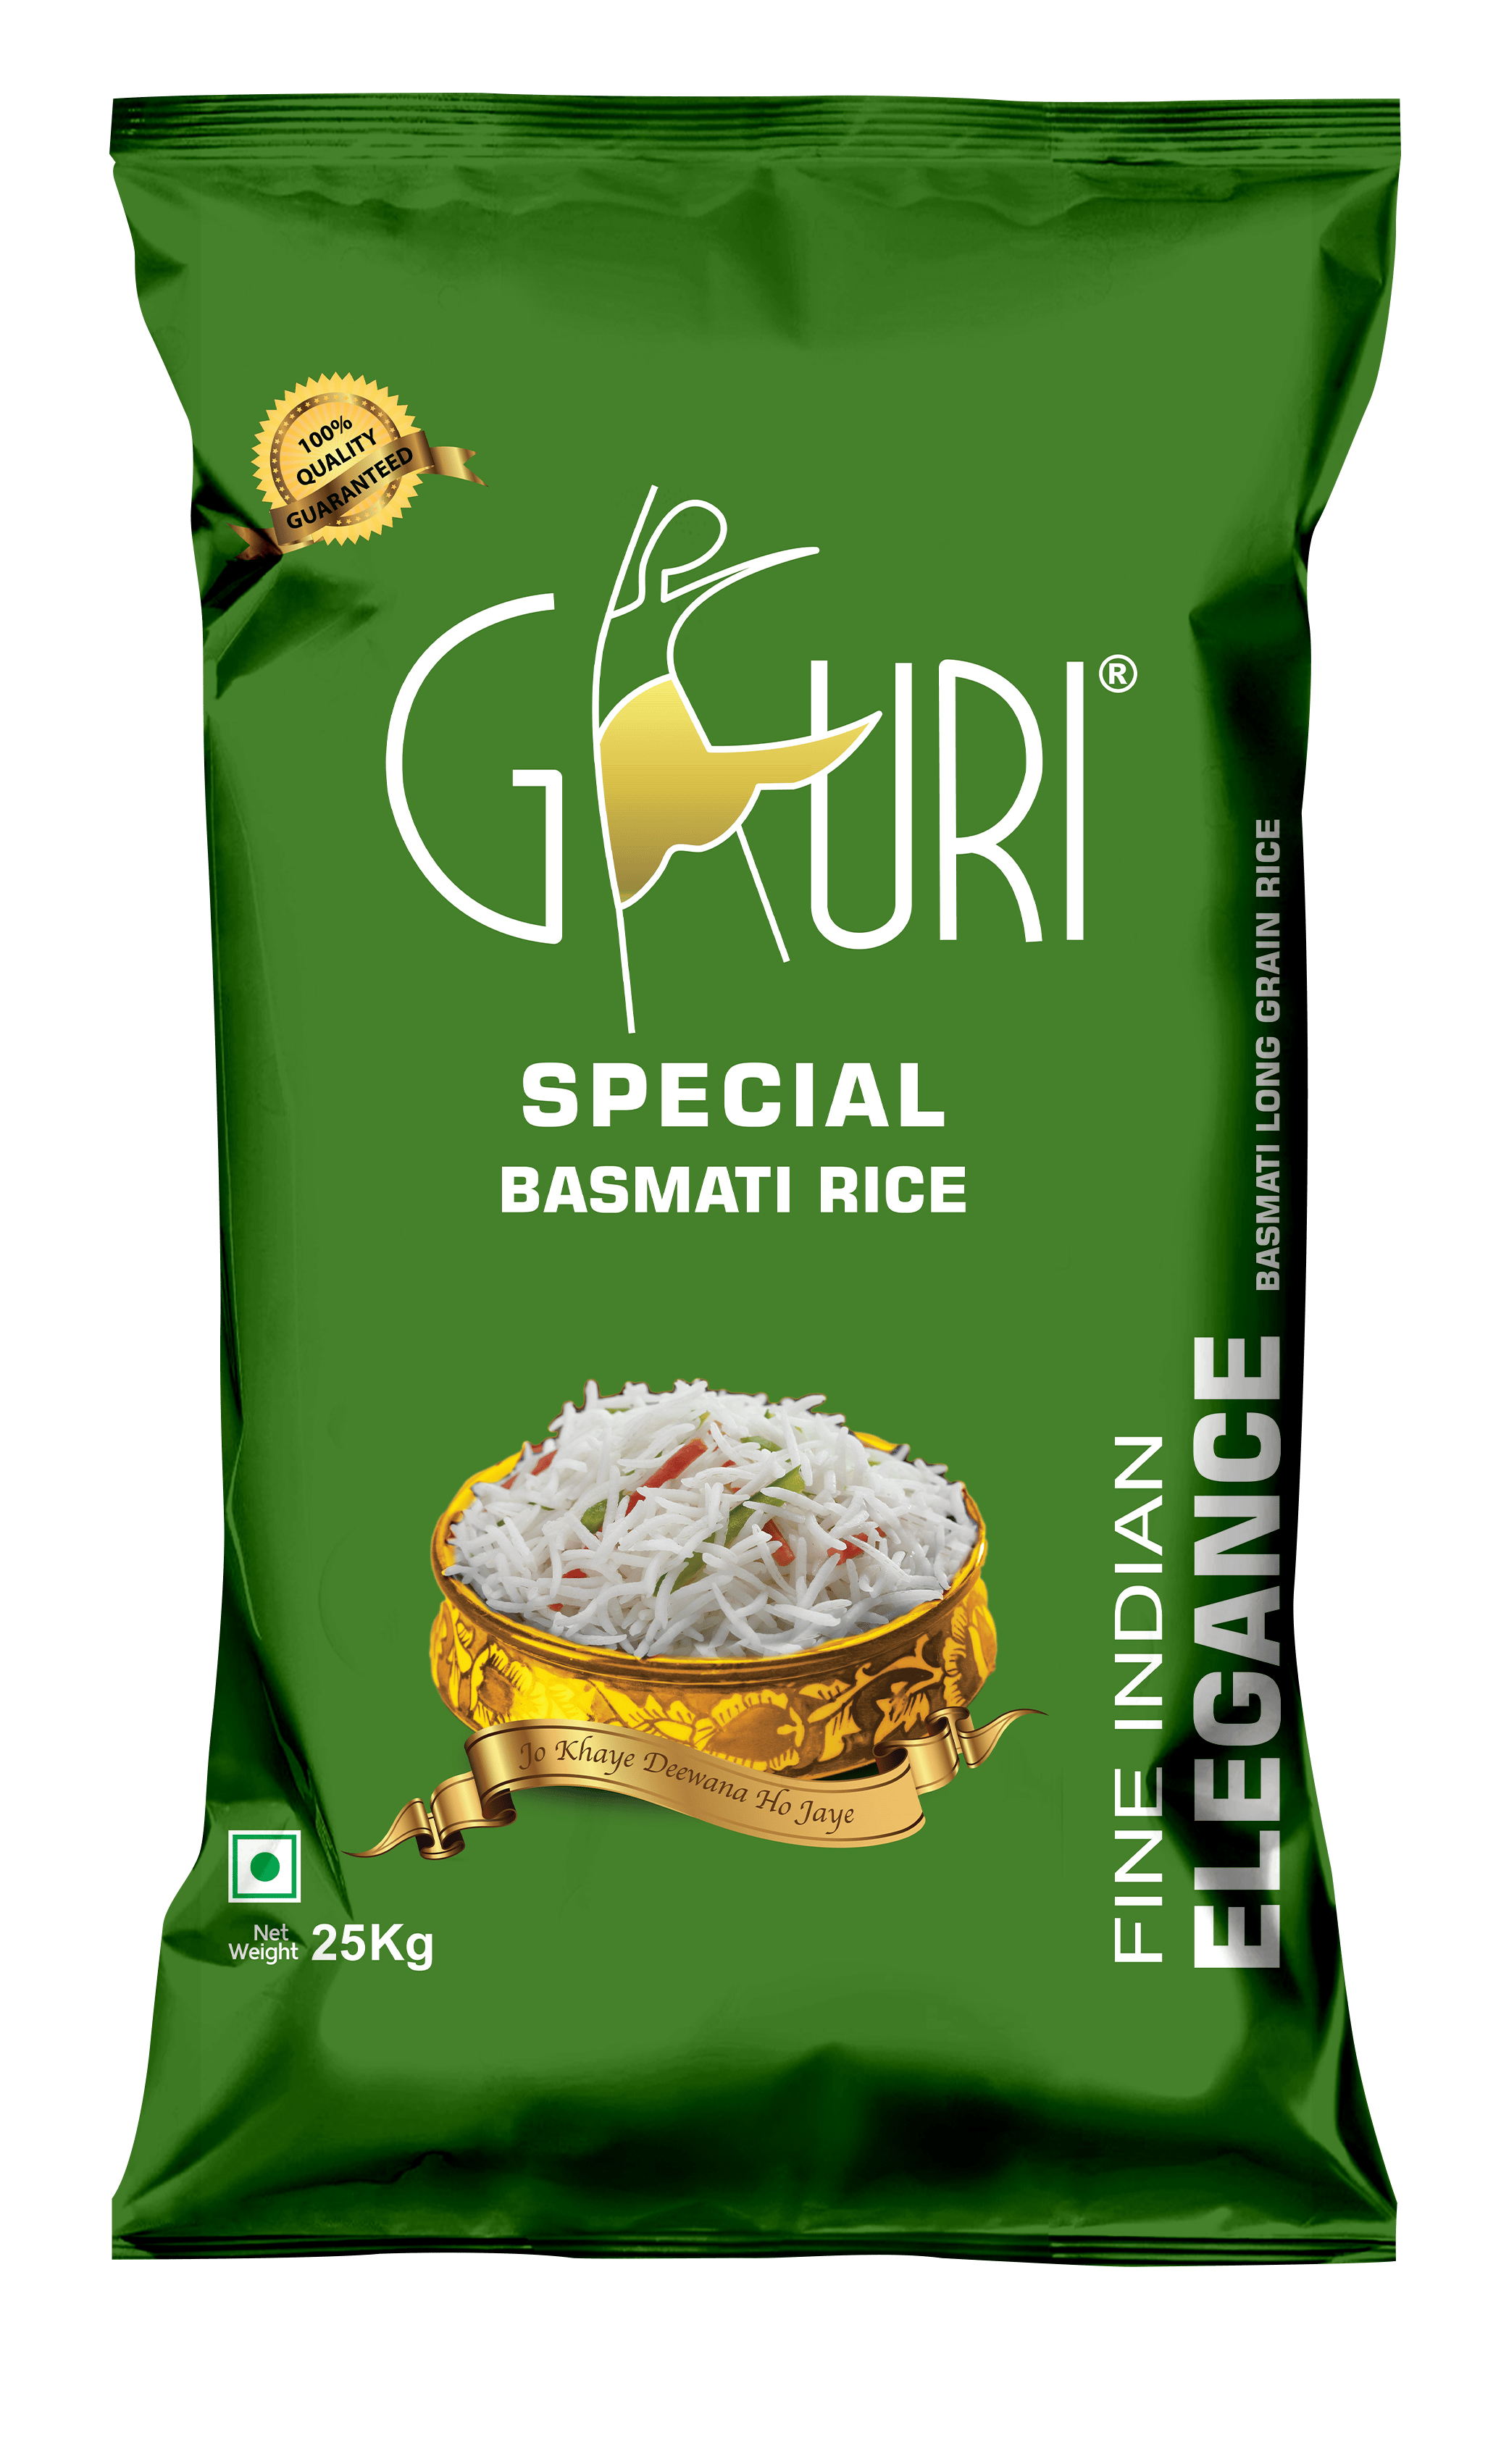 100%
QUALITY
GUARANTEED
GAURI®
SPECIAL
BASMATI RICE
BASMATI LONG GRAIN RICE
FINE INDIAN
ELEGANCE
Jo Khaye Deewana Ho Jaye
Net
Weight 25Kg